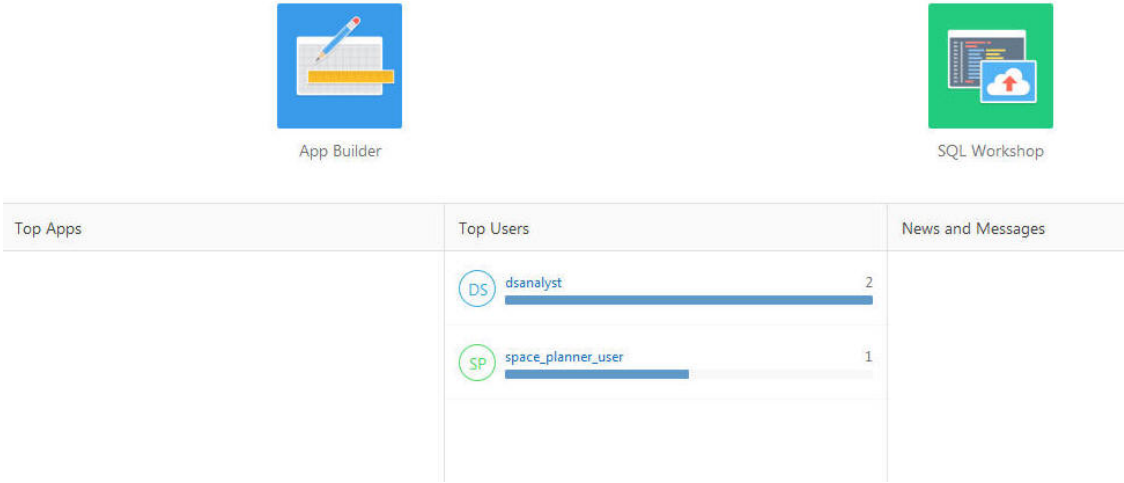 App Builder
SQL Workshop
Top Apps
Top Users
News and Messages
DS
dsanalyst
2
SP
space_planner_user
1